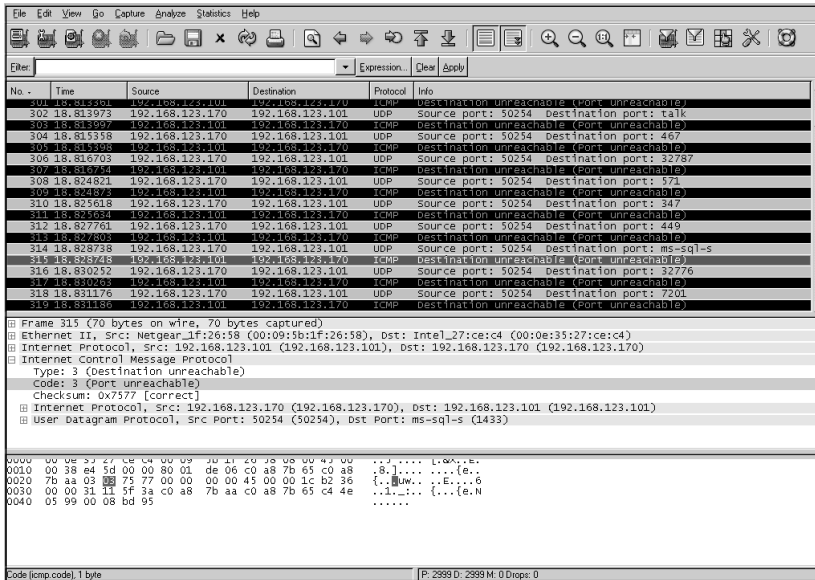 File Edit View Go Capture Analyze Statistics Help
Filter: Expression... Clear Apply
No. - Time Source Destination Protocol Info
301 18.813361 192.168.123.101 192.168.123.170 ICMP Destination unreachable (Port unreachable)
302 18.813973 192.168.123.170 192.168.123.101 UDP Source port: 50254 Destination port: talk
303 18.813997 192.168.123.101 192.168.123.170 ICMP Destination unreachable (Port unreachable)
304 18.815358 192.168.123.170 192.168.123.101 UDP Source port: 50254 Destination port: 467
305 18.815398 192.168.123.101 192.168.123.170 ICMP Destination unreachable (Port unreachable)
306 18.816703 192.168.123.170 192.168.123.101 UDP Source port: 50254 Destination port: 32787
307 18.816754 192.168.123.101 192.168.123.170 ICMP Destination unreachable (Port unreachable)
308 18.824821 192.168.123.170 192.168.123.101 UDP Source port: 50254 Destination port: 571
309 18.824873 192.168.123.101 192.168.123.170 ICMP Destination unreachable (Port unreachable)
310 18.825618 192.168.123.170 192.168.123.101 UDP Source port: 50254 Destination port: 347
311 18.825634 192.168.123.101 192.168.123.170 ICMP Destination unreachable (Port unreachable)
312 18.827761 192.168.123.170 192.168.123.101 UDP Source port: 50254 Destination port: 449
313 18.827803 192.168.123.101 192.168.123.170 ICMP Destination unreachable (Port unreachable)
314 18.828738 192.168.123.170 192.168.123.101 UDP Source port: 50254 Destination port: ms-sql-s
315 18.828748 192.168.123.101 192.168.123.170 ICMP Destination unreachable (Port unreachable)
316 18.830252 192.168.123.170 192.168.123.101 UDP Source port: 50254 Destination port: 32776
317 18.830263 192.168.123.101 192.168.123.170 ICMP Destination unreachable (Port unreachable)
318 18.831176 192.168.123.170 192.168.123.101 UDP Source port: 50254 Destination port: 7201
319 18.831186 192.168.123.101 192.168.123.170 ICMP Destination unreachable (Port unreachable)
Frame 315 (70 bytes on wire, 70 bytes captured)
Ethernet II, Src: Netgear_1f:26:58 (00:09:5b:1f:26:58), Dst: Intel_27:ce:c4 (00:0e:35:27:ce:c4)
Internet Protocol, Src: 192.168.123.101 (192.168.123.101), Dst: 192.168.123.170 (192.168.123.170)
Internet Control Message Protocol
Type: 3 (Destination unreachable)
Code: 3 (Port unreachable)
Checksum: 0x7577 [correct]
Internet Protocol, Src: 192.168.123.170 (192.168.123.170), Dst: 192.168.123.101 (192.168.123.101)
User Datagram Protocol, Src Port: 50254 (50254), Dst Port: ms-sql-s (1433)
0000 00 0e 35 27 ce c4 00 09 5b 1f 26 58 08 00 45 00 ..5'.... [.&X..E.
0010 00 38 e4 5d 00 00 80 01 de 06 c0 a8 7b 65 c0 a8 .8.].... ....{e..
0020 7b aa 03 03 75 77 00 00 00 00 45 00 00 1c b2 36 {...uw.. ..E....6
0030 00 00 31 11 5f 3a c0 a8 7b aa c0 a8 7b 65 c4 4e ..1._:.. {...{e.N
0040 05 99 00 08 bd 95 ......
Code (icmp.code), 1 byte P: 2999 D: 2999 M: 0 Drops: 0